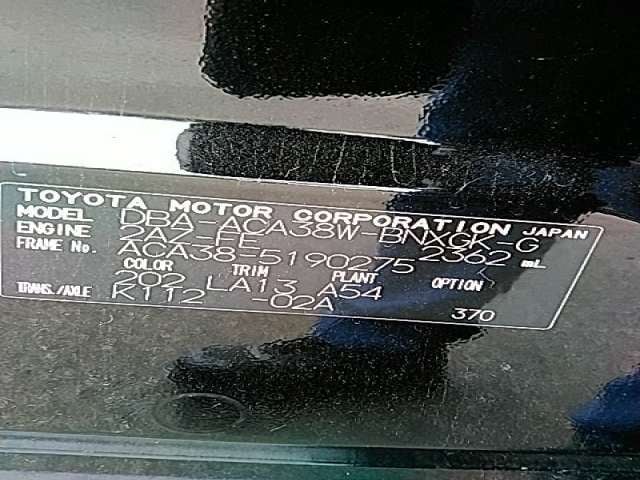 TOYOTA MOTOR CORPORATION JAPAN
MODEL DBA-ACA38W-BNXGK-G
ENGINE 2AZ-FE 2362 mL
FRAME No. ACA38-5190275
COLOR TRIM PLANT OPTION
202 LA13 A54
TRANS./AXLE K112 -02A
370